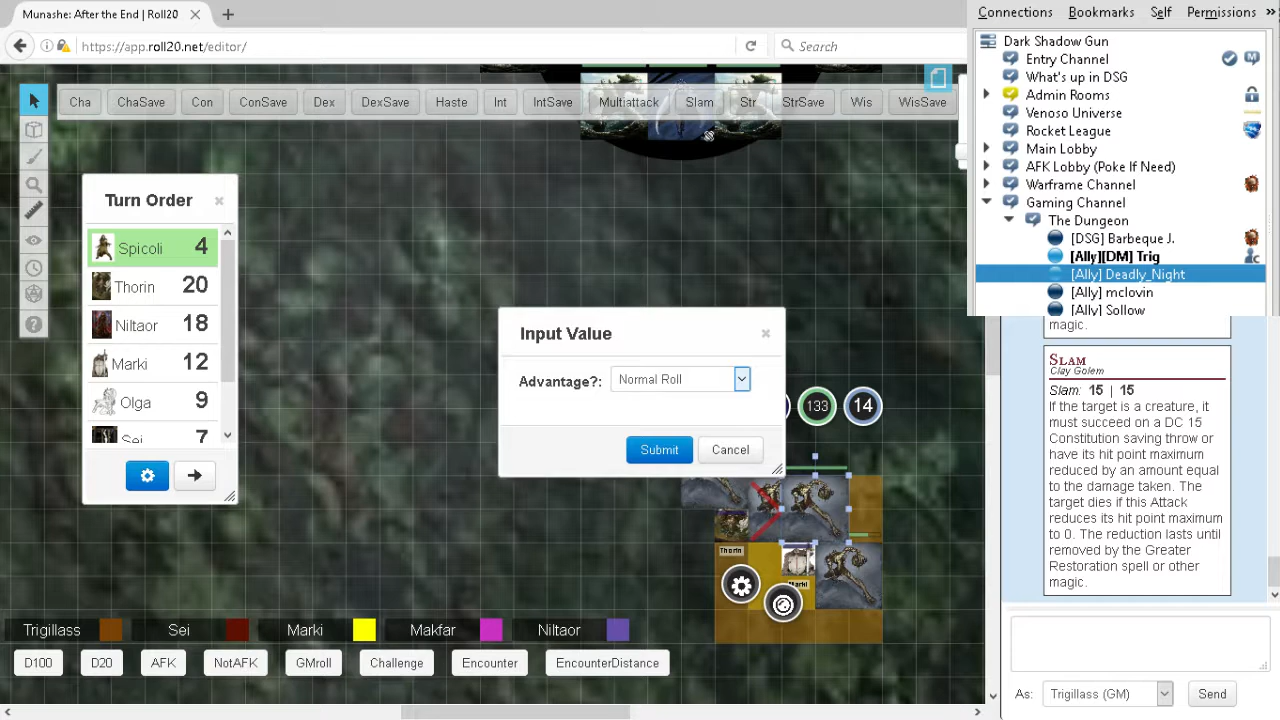 Munashe: After the End | Roll20
https://app.roll20.net/editor/
Search
Cha
ChaSave
Con
ConSave
Dex
DexSave
Haste
Int
IntSave
Multiattack
Slam
Str
StrSave
Wis
WisSave
Turn Order
Spicoli 4
Thorin 20
Niltaor 18
Marki 12
Olga 9
Sei 7
Input Value
Advantage?: Normal Roll
Submit
Cancel
133
14
Thorin
Marki
Trigillass
Sei
Marki
Makfar
Niltaor
D100
D20
AFK
NotAFK
GMroll
Challenge
Encounter
EncounterDistance
Connections
Bookmarks
Self
Permissions
Dark Shadow Gun
Entry Channel
What's up in DSG
Admin Rooms
Venoso Universe
Rocket League
Main Lobby
AFK Lobby (Poke If Need)
Warframe Channel
Gaming Channel
The Dungeon
[DSG] Barbeque J.
[Ally][DM] Trig
[Ally] Deadly_Night
[Ally] mclovin
[Ally] Sollow
magic.
Slam
Clay Golem
Slam: 15 | 15
If the target is a creature, it
must succeed on a DC 15
Constitution saving throw or
have its hit point maximum
reduced by an amount equal
to the damage taken. The
target dies if this Attack
reduces its hit point maximum
to 0. The reduction lasts until
removed by the Greater
Restoration spell or other
magic.
As: Trigillass (GM)
Send